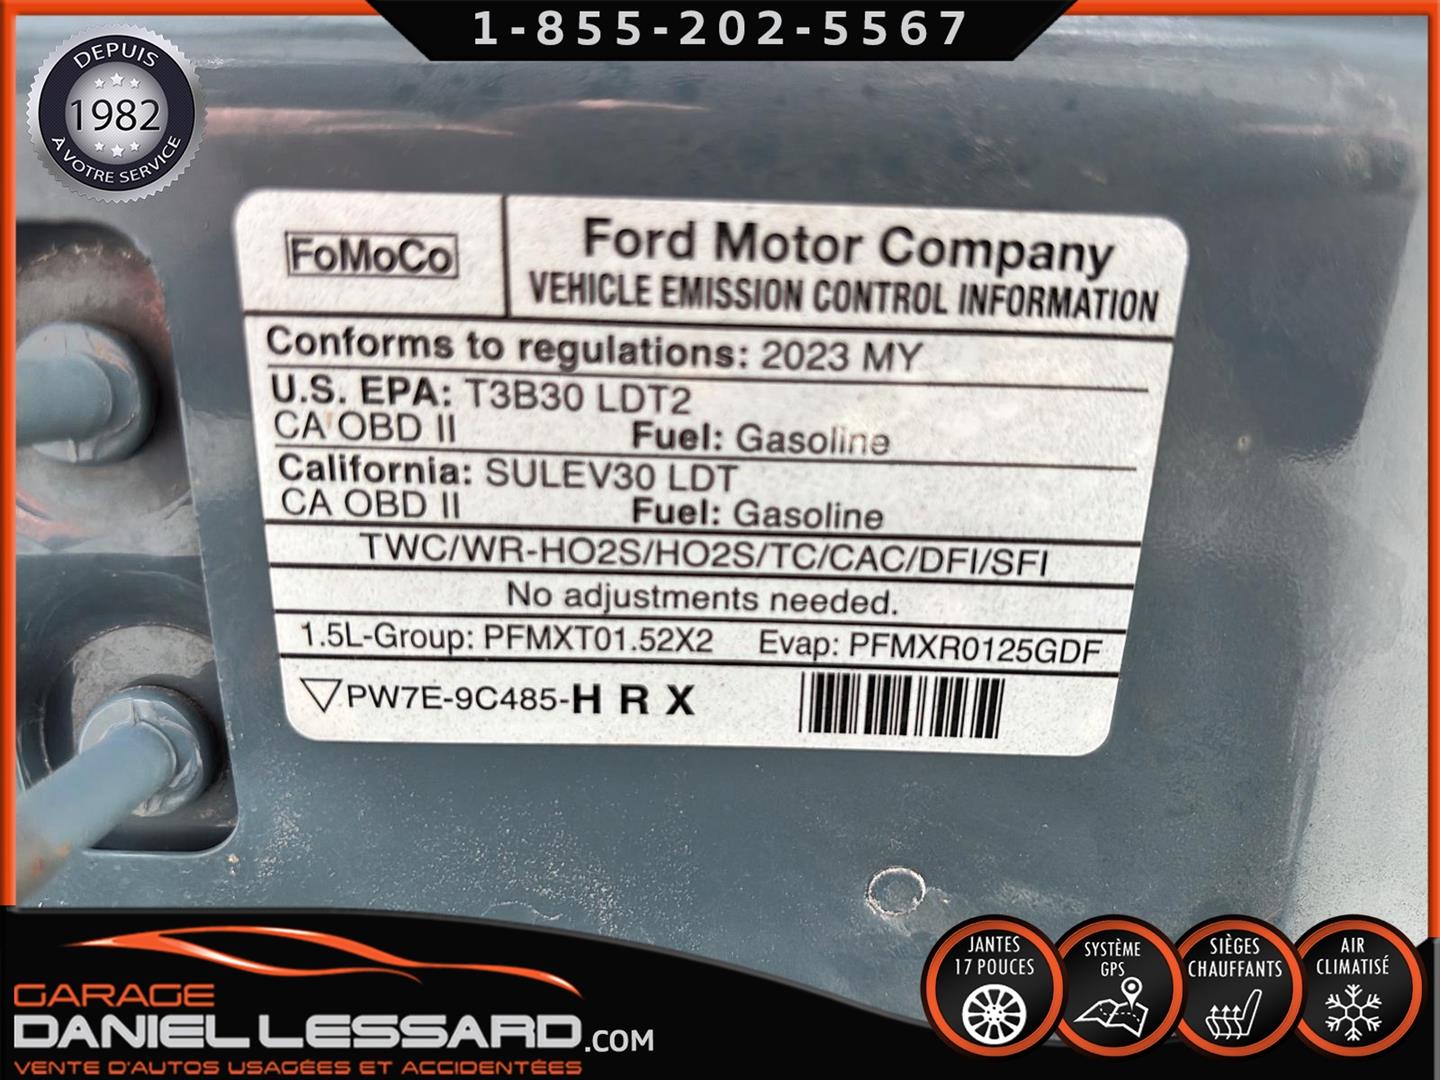 1-855-202-5567
DEPUIS
1982
À VOTRE SERVICE
FoMoCo
Ford Motor Company
VEHICLE EMISSION CONTROL INFORMATION
Conforms to regulations: 2023 MY
U.S. EPA: T3B30 LDT2
CA OBD II Fuel: Gasoline
California: SULEV30 LDT
CA OBD II Fuel: Gasoline
TWC/WR-HO2S/HO2S/TC/CAC/DFI/SFI
No adjustments needed.
1.5L-Group: PFMXT01.52X2 Evap: PFMXR0125GDF
PW7E-9C485-H R X
JANTES
17 POUCES
SYSTÈME
GPS
SIÈGES
CHAUFFANTS
AIR
CLIMATISÉ
GARAGE
DANIEL LESSARD.COM
VENTE D'AUTOS USAGÉES ET ACCIDENTÉES